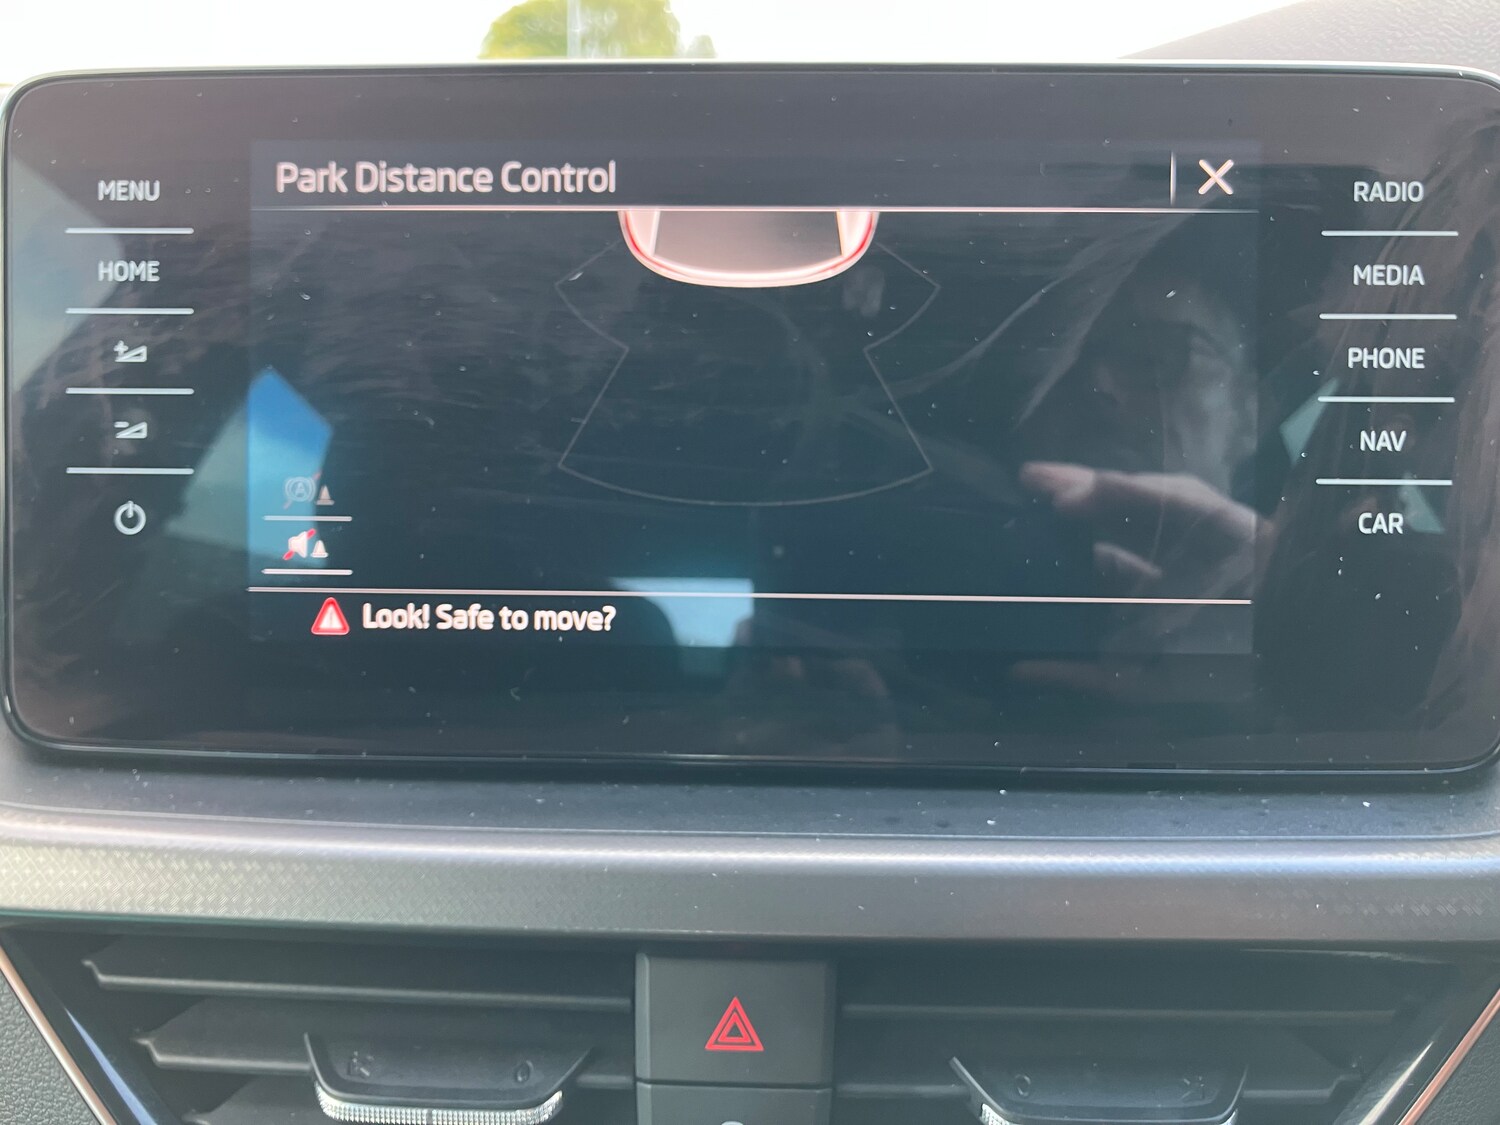 Park Distance Control
MENU
HOME
RADIO
MEDIA
PHONE
NAV
CAR
Look! Safe to move?